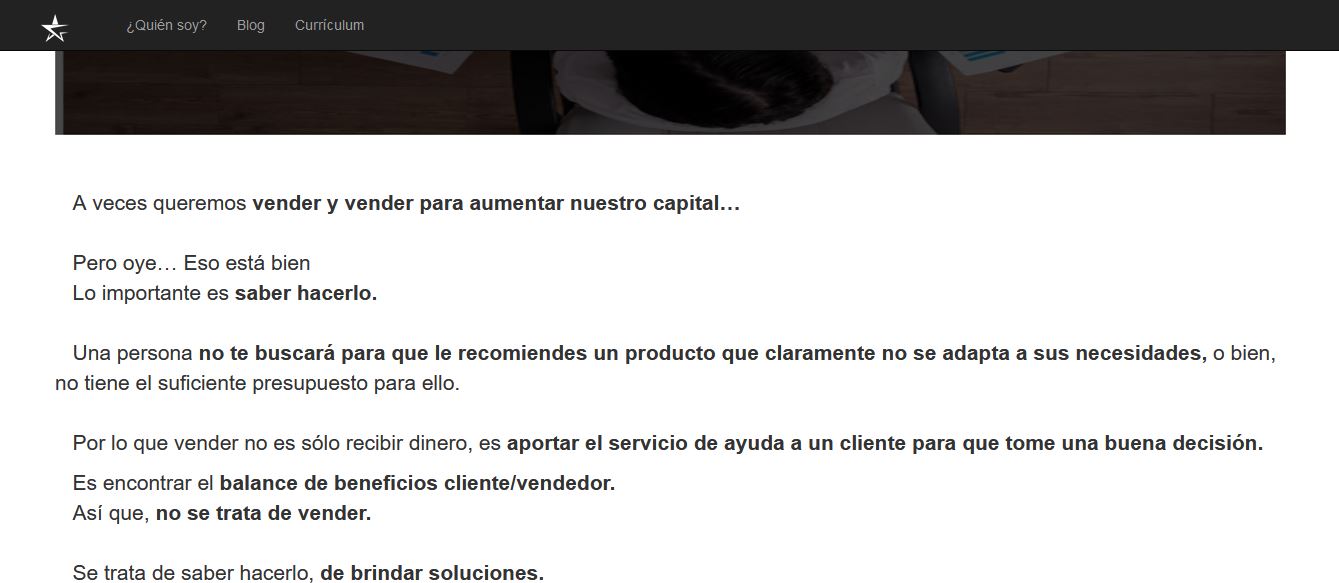 ¿Quién soy? Blog Currículum
A veces queremos vender y vender para aumentar nuestro capital…
Pero oye… Eso está bien
Lo importante es saber hacerlo.
Una persona no te buscará para que le recomiendes un producto que claramente no se adapta a sus necesidades, o bien,
no tiene el suficiente presupuesto para ello.
Por lo que vender no es sólo recibir dinero, es aportar el servicio de ayuda a un cliente para que tome una buena decisión.
Es encontrar el balance de beneficios cliente/vendedor.
Así que, no se trata de vender.
Se trata de saber hacerlo, de brindar soluciones.